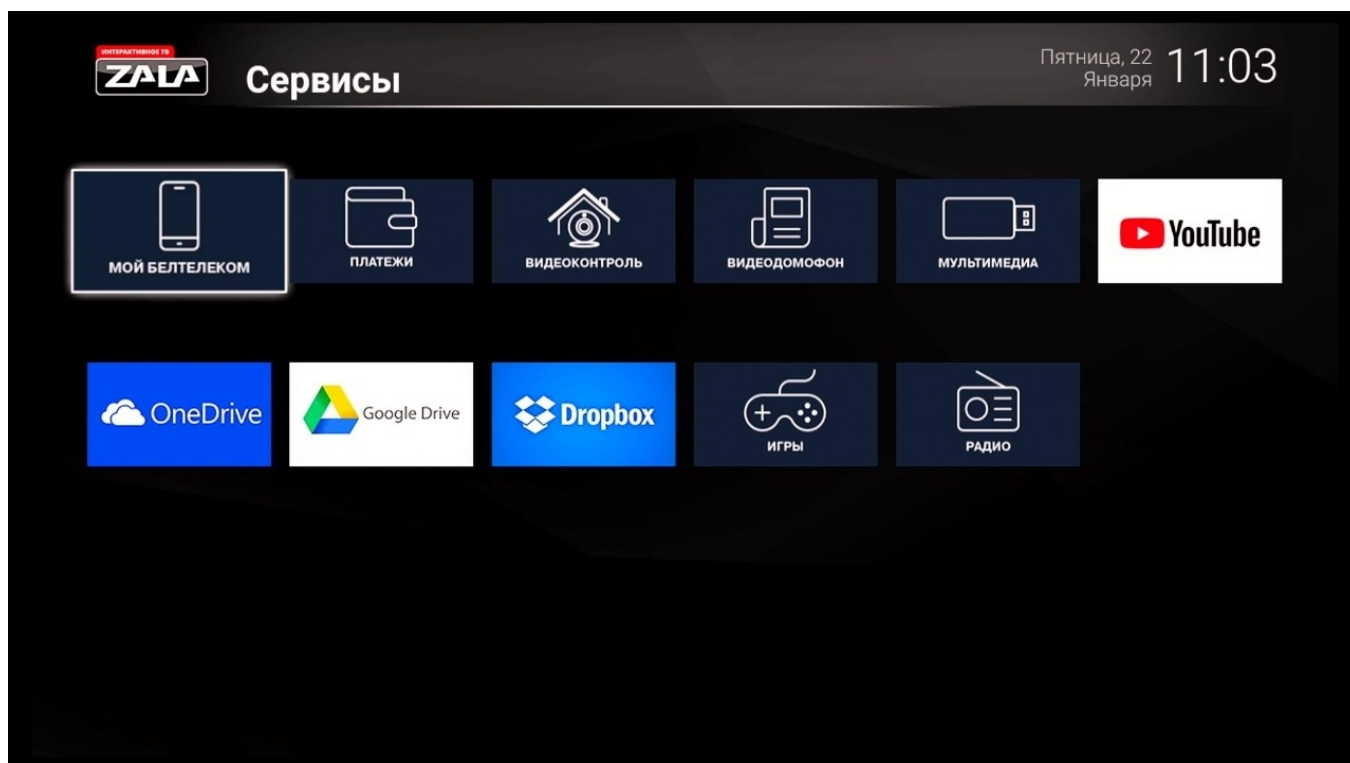 ИНТЕРАКТИВНОЕ ТВ
ZALA
Сервисы
Пятница, 22
Января
11:03
МОЙ БЕЛТЕЛЕКОМ
ПЛАТЕЖИ
ВИДЕОКОНТРОЛЬ
ВИДЕОДОМОФОН
МУЛЬТИМЕДИА
YouTube
OneDrive
Google Drive
Dropbox
ИГРЫ
РАДИО